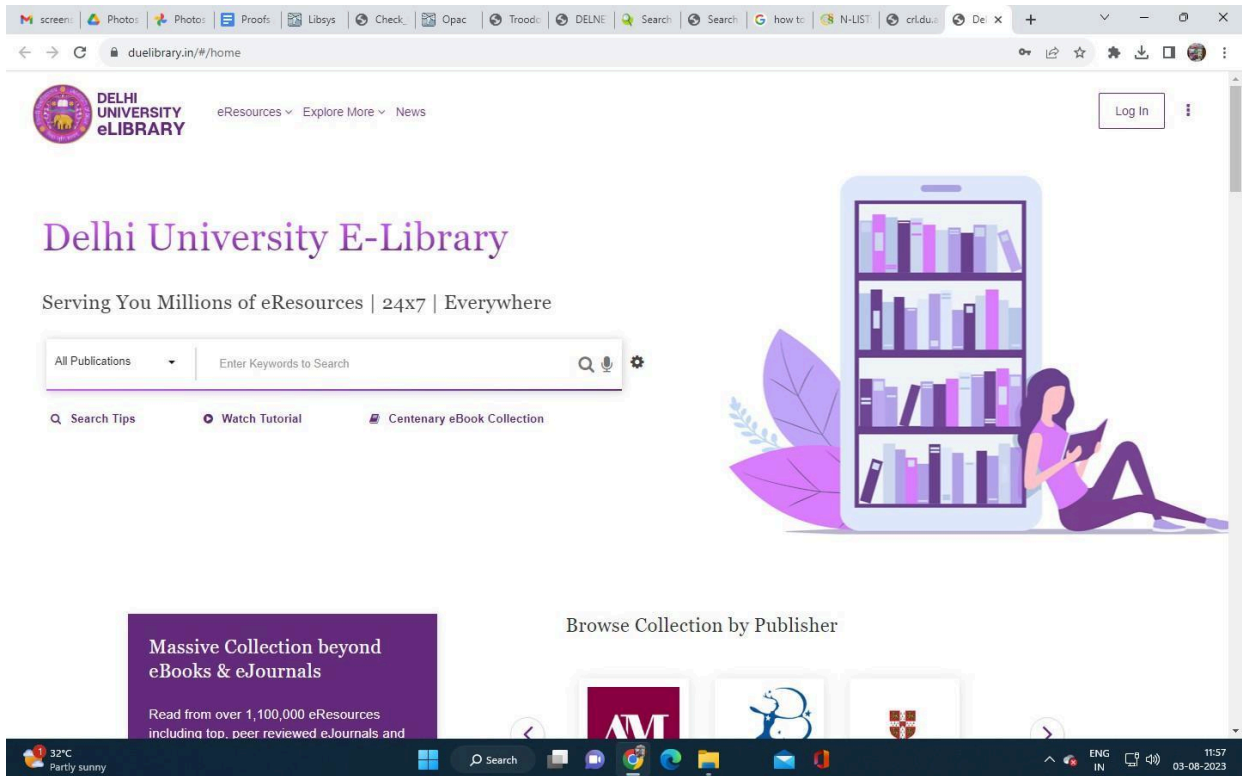 screens
Photos
Photos
Proofs
Libsys
Check_
Opac
Troodo
DELNE
Search
Search
how to
N-LIST
crl.du.a
Del
duelibrary.in/#/home
DELHI
UNIVERSITY
eLIBRARY
eResources
Explore More
News
Log In
Delhi University E-Library
Serving You Millions of eResources | 24x7 | Everywhere
All Publications
Enter Keywords to Search
Search Tips
Watch Tutorial
Centenary eBook Collection
Massive Collection beyond
eBooks & eJournals
Read from over 1,100,000 eResources
including top, peer reviewed eJournals and
Browse Collection by Publisher
1
32°C
Partly sunny
Search
ENG
IN
11:57
03-08-2023